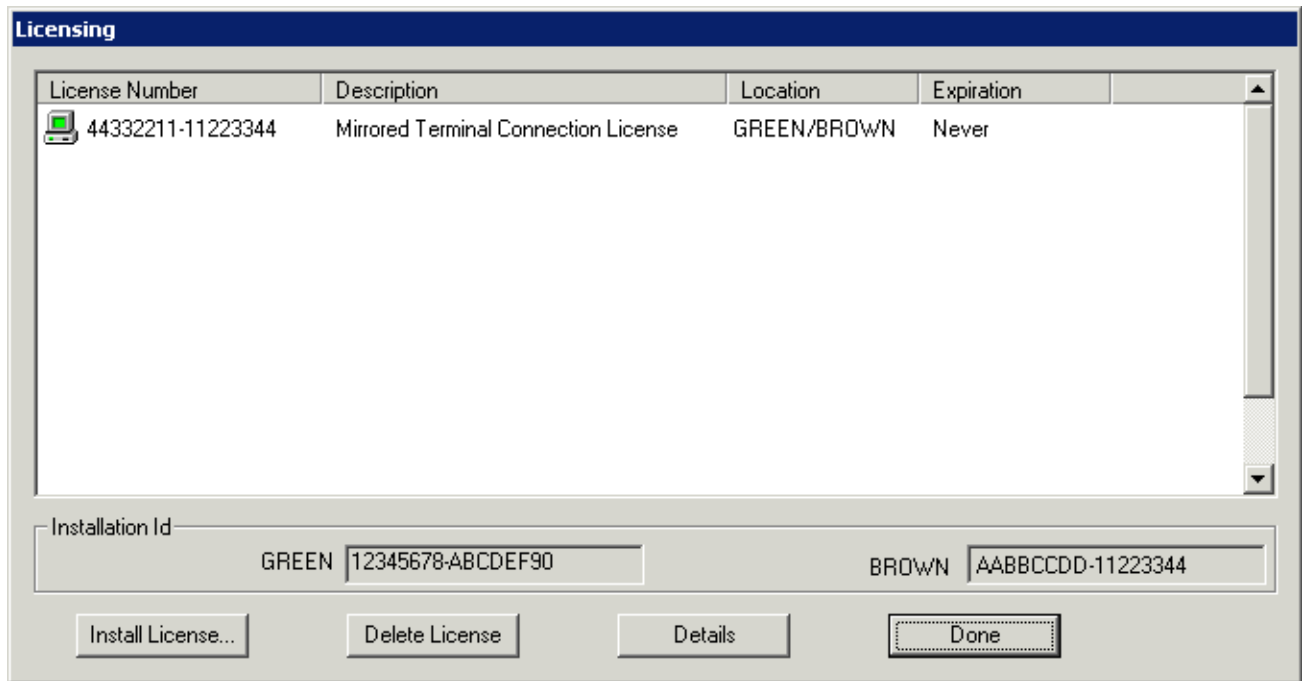 Licensing
License Number Description Location Expiration
44332211-11223344 Mirrored Terminal Connection License GREEN/BROWN Never
Installation Id
GREEN 12345678-ABCDEF90 BROWN AABBCCDD-11223344
Install License... Delete License Details Done